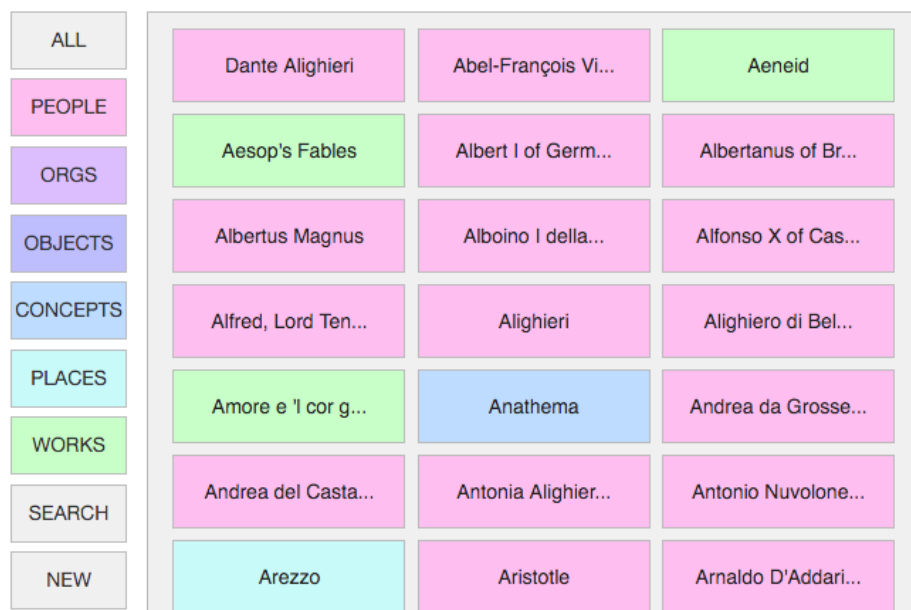 ALL
PEOPLE
ORGS
OBJECTS
CONCEPTS
PLACES
WORKS
SEARCH
NEW
Dante Alighieri
Abel-François Vi...
Aeneid
Aesop's Fables
Albert I of Germ...
Albertanus of Br...
Albertus Magnus
Alboino I della...
Alfonso X of Cas...
Alfred, Lord Ten...
Alighieri
Alighiero di Bel...
Amore e 'l cor g...
Anathema
Andrea da Grosse...
Andrea del Casta...
Antonia Alighier...
Antonio Nuvolone...
Arezzo
Aristotle
Arnaldo D'Addari...